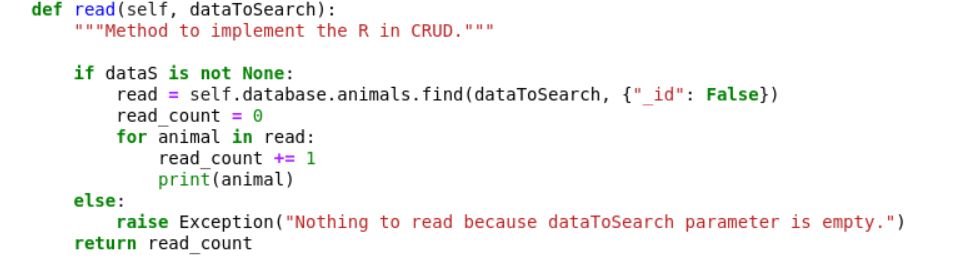 def read(self, dataToSearch):
    """Method to implement the R in CRUD."""

    if dataS is not None:
        read = self.database.animals.find(dataToSearch, {"_id": False})
        read_count = 0
        for animal in read:
            read_count += 1
            print(animal)
    else:
        raise Exception("Nothing to read because dataToSearch parameter is empty.")
    return read_count